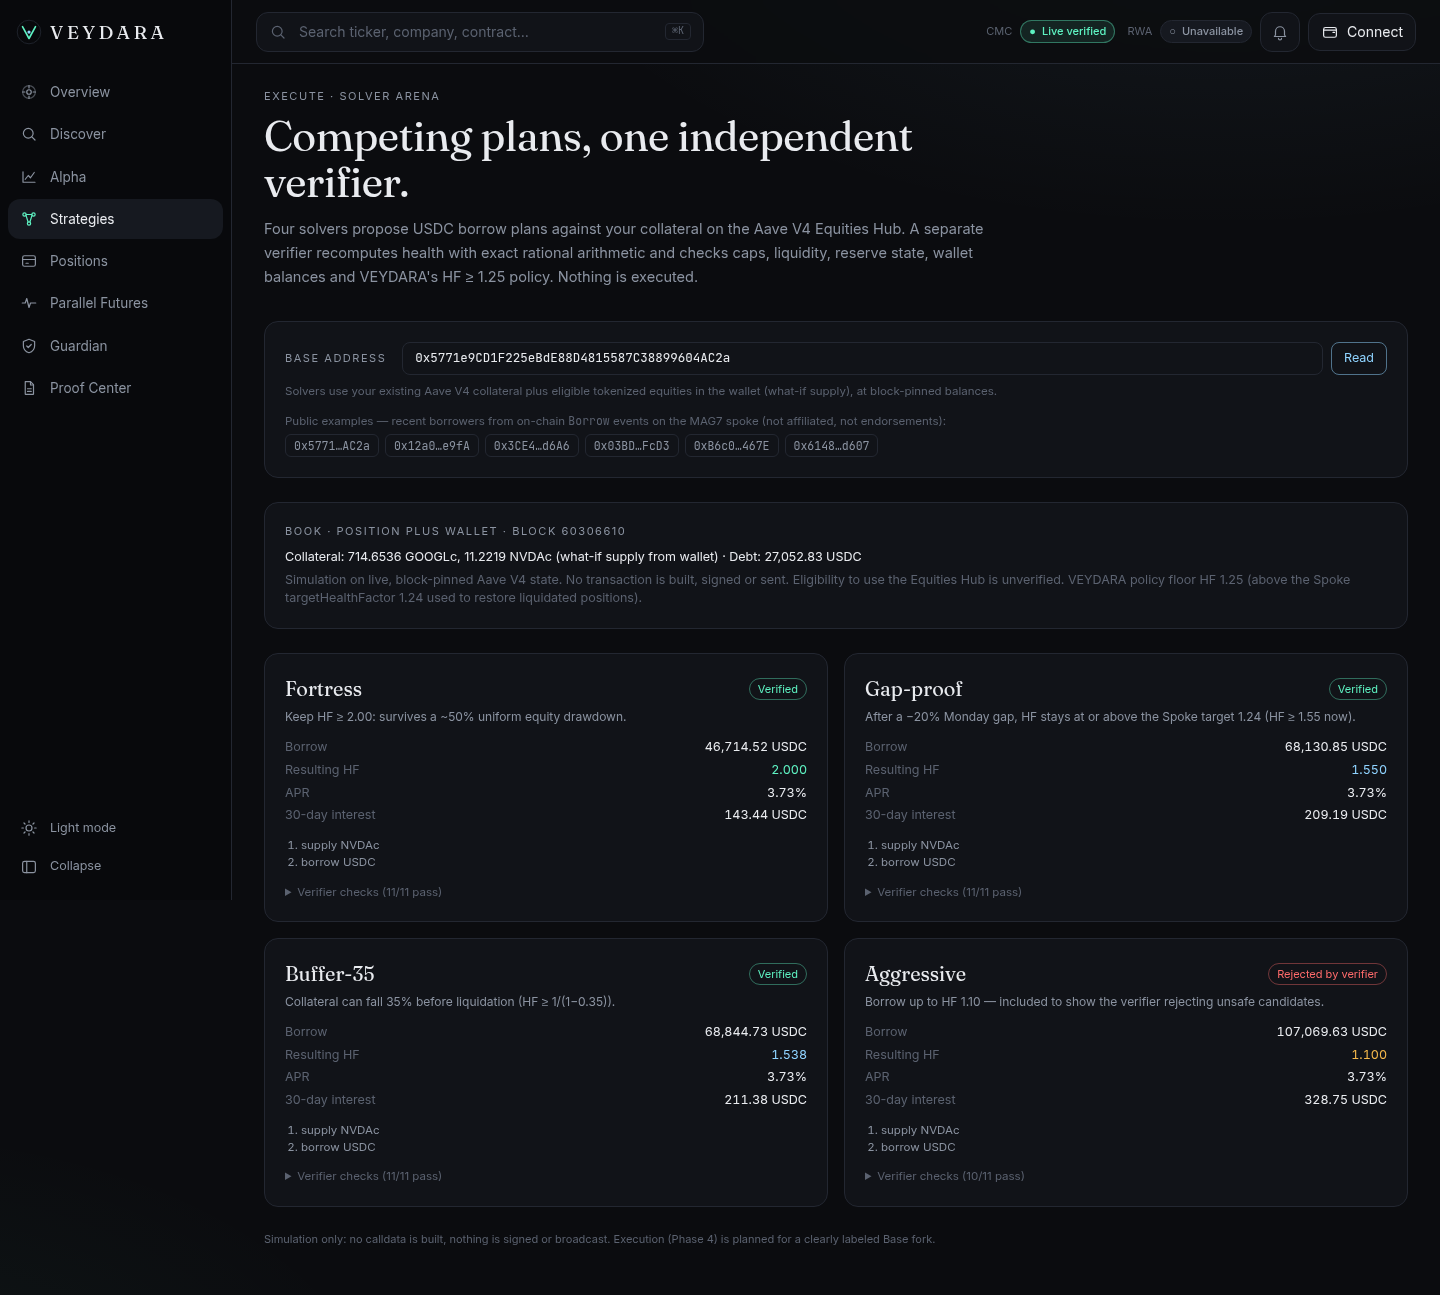 VEYDARA
Search ticker, company, contract...
⌘K
CMC
Live verified
RWA
Unavailable
Connect
Overview
Discover
Alpha
Strategies
Positions
Parallel Futures
Guardian
Proof Center
Light mode
Collapse
EXECUTE · SOLVER ARENA
Competing plans, one independent
verifier.
Four solvers propose USDC borrow plans against your collateral on the Aave V4 Equities Hub. A separate
verifier recomputes health with exact rational arithmetic and checks caps, liquidity, reserve state, wallet
balances and VEYDARA's HF ≥ 1.25 policy. Nothing is executed.
BASE ADDRESS
0x5771e9CD1F225eBdE88D4815587C38899604AC2a
Read
Solvers use your existing Aave V4 collateral plus eligible tokenized equities in the wallet (what-if supply), at block-pinned balances.
Public examples — recent borrowers from on-chain Borrow events on the MAG7 spoke (not affiliated, not endorsements):
0x5771…AC2a
0x12a0…e9fA
0x3CE4…d6A6
0x03BD…FcD3
0xB6c0…467E
0x6148…d607
BOOK · POSITION PLUS WALLET · BLOCK 60306610
Collateral: 714.6536 GOOGLc, 11.2219 NVDAc (what-if supply from wallet) · Debt: 27,052.83 USDC
Simulation on live, block-pinned Aave V4 state. No transaction is built, signed or sent. Eligibility to use the Equities Hub is unverified. VEYDARA policy floor HF 1.25 (above the Spoke
targetHealthFactor 1.24 used to restore liquidated positions).
Fortress
Verified
Keep HF ≥ 2.00: survives a ~50% uniform equity drawdown.
Borrow 46,714.52 USDC
Resulting HF 2.000
APR 3.73%
30-day interest 143.44 USDC
1. supply NVDAc
2. borrow USDC
▶ Verifier checks (11/11 pass)
Gap-proof
Verified
After a −20% Monday gap, HF stays at or above the Spoke target 1.24 (HF ≥ 1.55 now).
Borrow 68,130.85 USDC
Resulting HF 1.550
APR 3.73%
30-day interest 209.19 USDC
1. supply NVDAc
2. borrow USDC
▶ Verifier checks (11/11 pass)
Buffer-35
Verified
Collateral can fall 35% before liquidation (HF ≥ 1/(1−0.35)).
Borrow 68,844.73 USDC
Resulting HF 1.538
APR 3.73%
30-day interest 211.38 USDC
1. supply NVDAc
2. borrow USDC
▶ Verifier checks (11/11 pass)
Aggressive
Rejected by verifier
Borrow up to HF 1.10 — included to show the verifier rejecting unsafe candidates.
Borrow 107,069.63 USDC
Resulting HF 1.100
APR 3.73%
30-day interest 328.75 USDC
1. supply NVDAc
2. borrow USDC
▶ Verifier checks (10/11 pass)
Simulation only: no calldata is built, nothing is signed or broadcast. Execution (Phase 4) is planned for a clearly labeled Base fork.